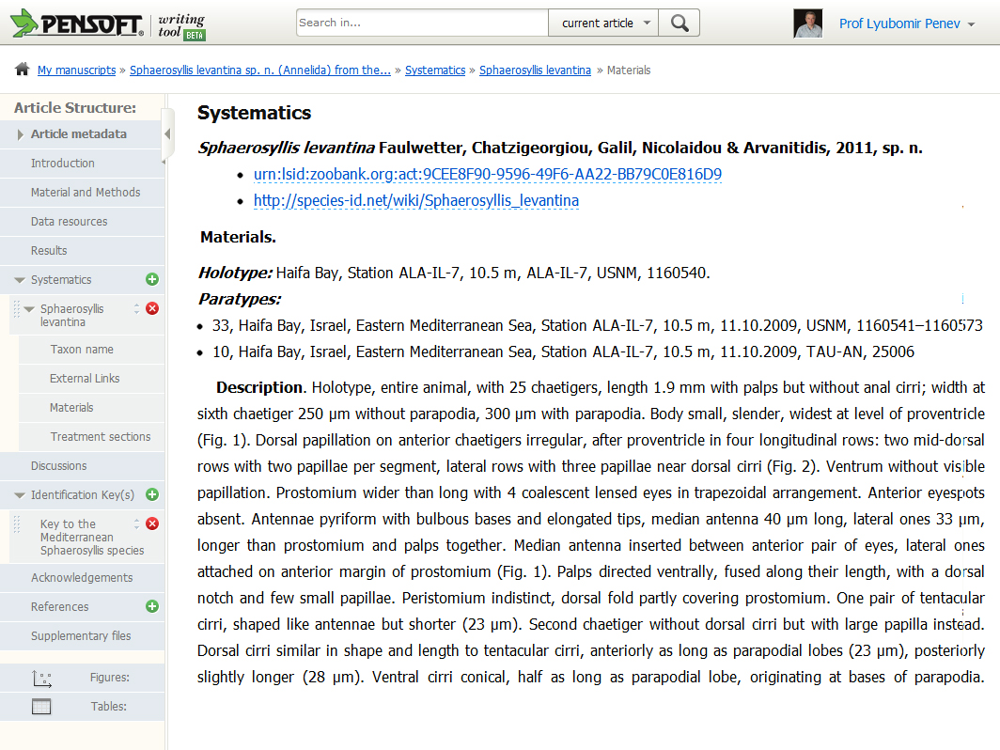 PENSOFT® writing tool BETA
Search in... current article Prof Lyubomir Penev
My manuscripts » Sphaerosyllis levantina sp. n. (Annelida) from the... » Systematics » Sphaerosyllis levantina » Materials
Article Structure:
Article metadata
Introduction
Material and Methods
Data resources
Results
Systematics
Sphaerosyllis
levantina
Taxon name
External Links
Materials
Treatment sections
Discussions
Identification Key(s)
Key to the
Mediterranean
Sphaerosyllis species
Acknowledgements
References
Supplementary files
Figures:
Tables:
Systematics
Sphaerosyllis levantina Faulwetter, Chatzigeorgiou, Galil, Nicolaidou & Arvanitidis, 2011, sp. n.
• urn:lsid:zoobank.org:act:9CEE8F90-9596-49F6-AA22-BB79C0E816D9
• http://species-id.net/wiki/Sphaerosyllis_levantina
Materials.
Holotype: Haifa Bay, Station ALA-IL-7, 10.5 m, ALA-IL-7, USNM, 1160540.
Paratypes:
• 33, Haifa Bay, Israel, Eastern Mediterranean Sea, Station ALA-IL-7, 10.5 m, 11.10.2009, USNM, 1160541–1160573
• 10, Haifa Bay, Israel, Eastern Mediterranean Sea, Station ALA-IL-7, 10.5 m, 11.10.2009, TAU-AN, 25006
Description. Holotype, entire animal, with 25 chaetigers, length 1.9 mm with palps but without anal cirri; width at
sixth chaetiger 250 µm without parapodia, 300 µm with parapodia. Body small, slender, widest at level of proventricle
(Fig. 1). Dorsal papillation on anterior chaetigers irregular, after proventricle in four longitudinal rows: two mid-dorsal
rows with two papillae per segment, lateral rows with three papillae near dorsal cirri (Fig. 2). Ventrum without visible
papillation. Prostomium wider than long with 4 coalescent lensed eyes in trapezoidal arrangement. Anterior eyespots
absent. Antennae pyriform with bulbous bases and elongated tips, median antenna 40 µm long, lateral ones 33 µm,
longer than prostomium and palps together. Median antenna inserted between anterior pair of eyes, lateral ones
attached on anterior margin of prostomium (Fig. 1). Palps directed ventrally, fused along their length, with a dorsal
notch and few small papillae. Peristomium indistinct, dorsal fold partly covering prostomium. One pair of tentacular
cirri, shaped like antennae but shorter (23 µm). Second chaetiger without dorsal cirri but with large papilla instead.
Dorsal cirri similar in shape and length to tentacular cirri, anteriorly as long as parapodial lobes (23 µm), posteriorly
slightly longer (28 µm). Ventral cirri conical, half as long as parapodial lobe, originating at bases of parapodia.